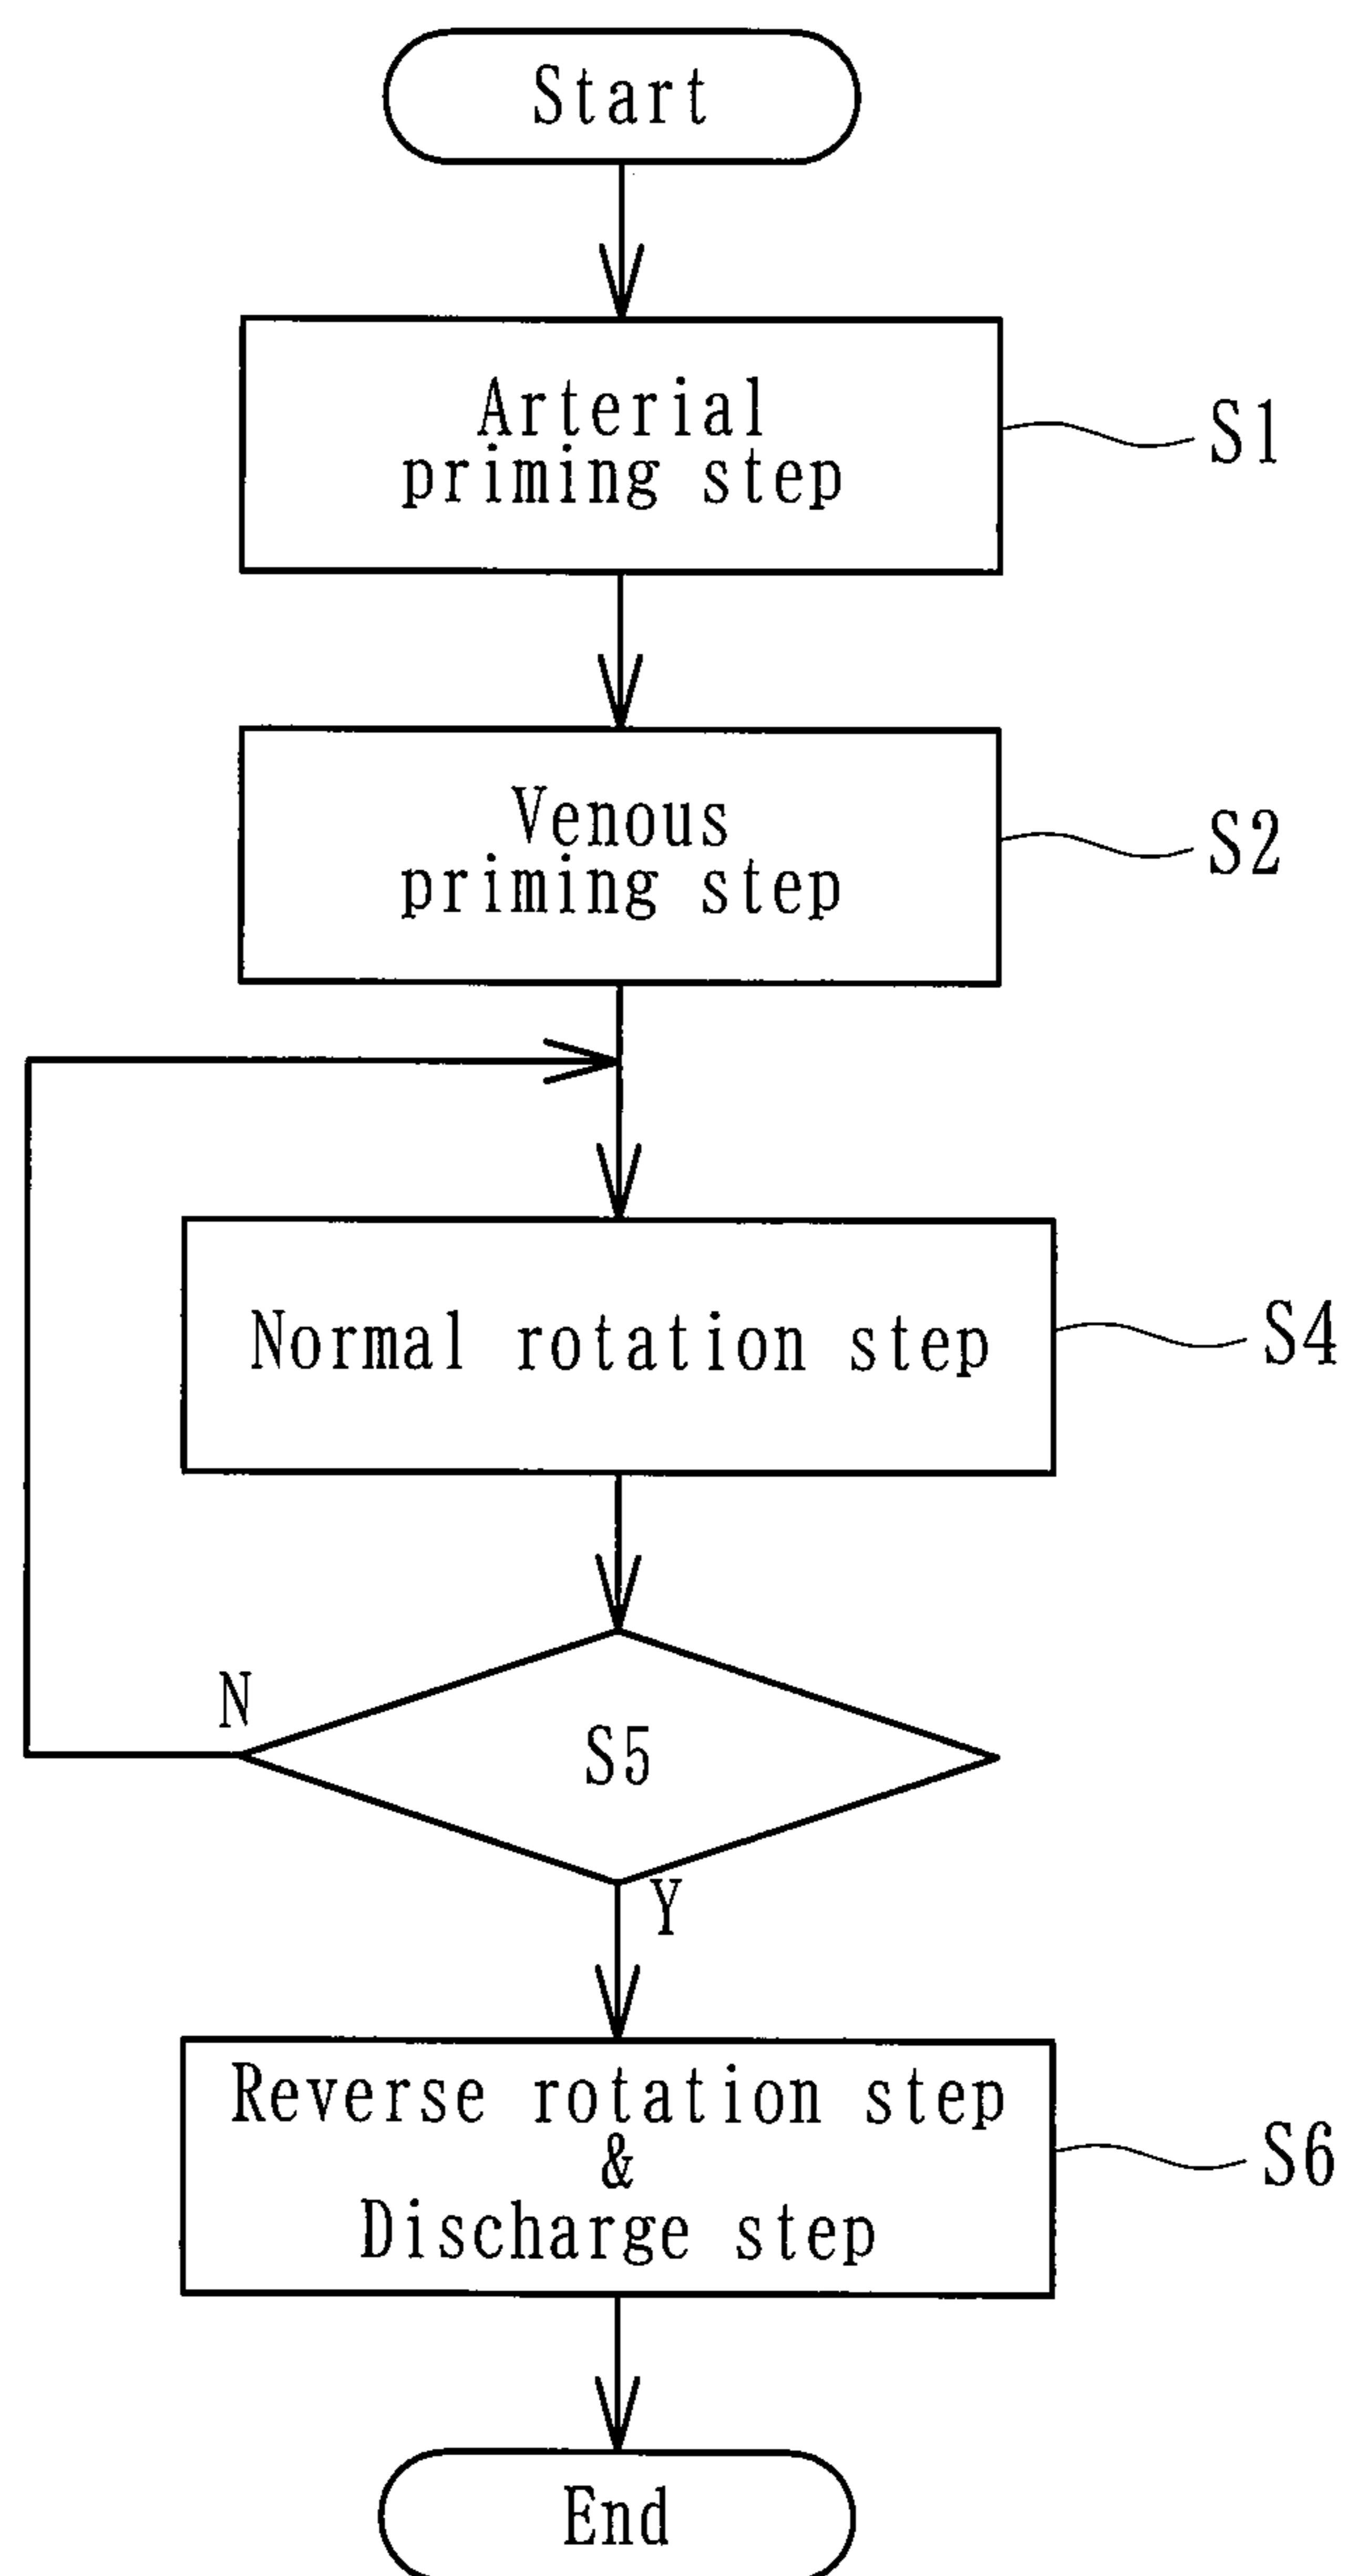 Start
Arterial
priming step
S1
Venous
priming step
S2
Normal rotation step
S4
N
S5
Y
Reverse rotation step
&
Discharge step
S6
End